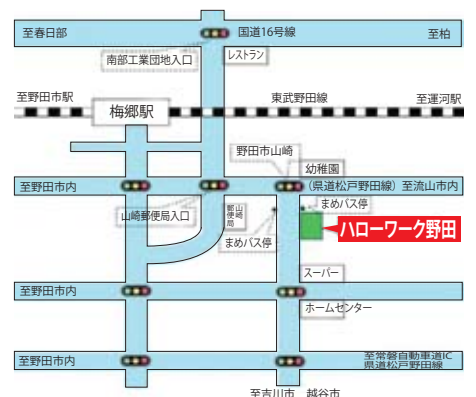 至春日部
国道16号線
至柏
南部工業団地入口
レストラン
至野田市駅
東武野田線
至運河駅
梅郷駅
野田市山崎
幼稚園
至野田市内
(県道松戸野田線)至流山市内
まめバス停
山崎郵便局入口
山崎郵便局
まめバス停
ハローワーク野田
スーパー
至野田市内
ホームセンター
至野田市内
至常磐自動車道IC
県道松戸野田線
至吉川市 越谷市